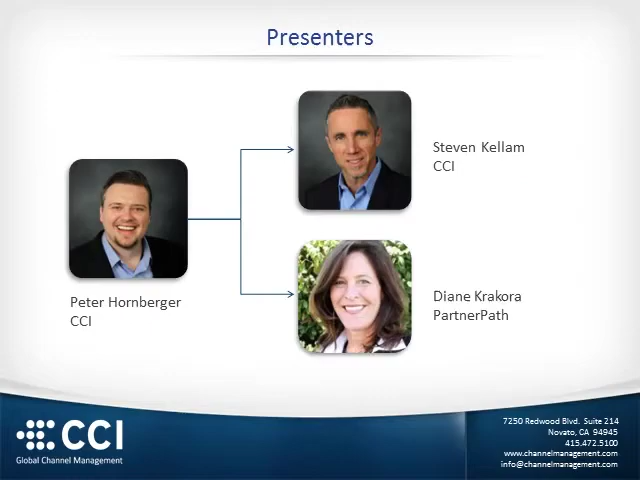 Presenters
Steven Kellam
CCI
Peter Hornberger
CCI
Diane Krakora
PartnerPath
CCI
Global Channel Management
7250 Redwood Blvd. Suite 214
Novato, CA 94945
415.472.5100
www.channelmanagement.com
info@channelmanagement.com